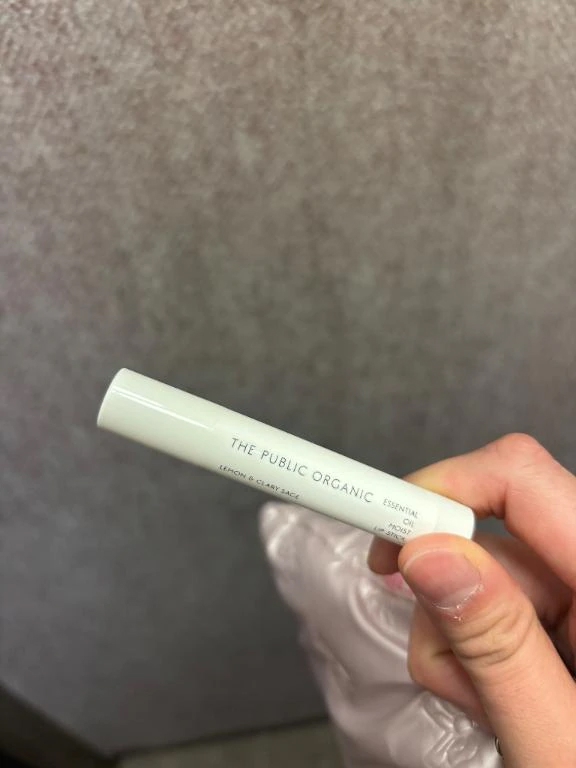 THE PUBLIC ORGANIC
LEMON & CLARY SAGE
ESSENTIAL
OIL
MOIST
LIP STICK